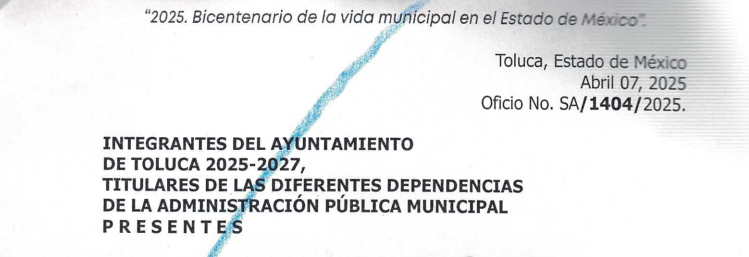 "2025. Bicentenario de la vida municipal en el Estado de México".
Toluca, Estado de México
Abril 07, 2025
Oficio No. SA/1404/2025.
INTEGRANTES DEL AYUNTAMIENTO
DE TOLUCA 2025-2027,
TITULARES DE LAS DIFERENTES DEPENDENCIAS
DE LA ADMINISTRACIÓN PÚBLICA MUNICIPAL
P R E S E N T E S